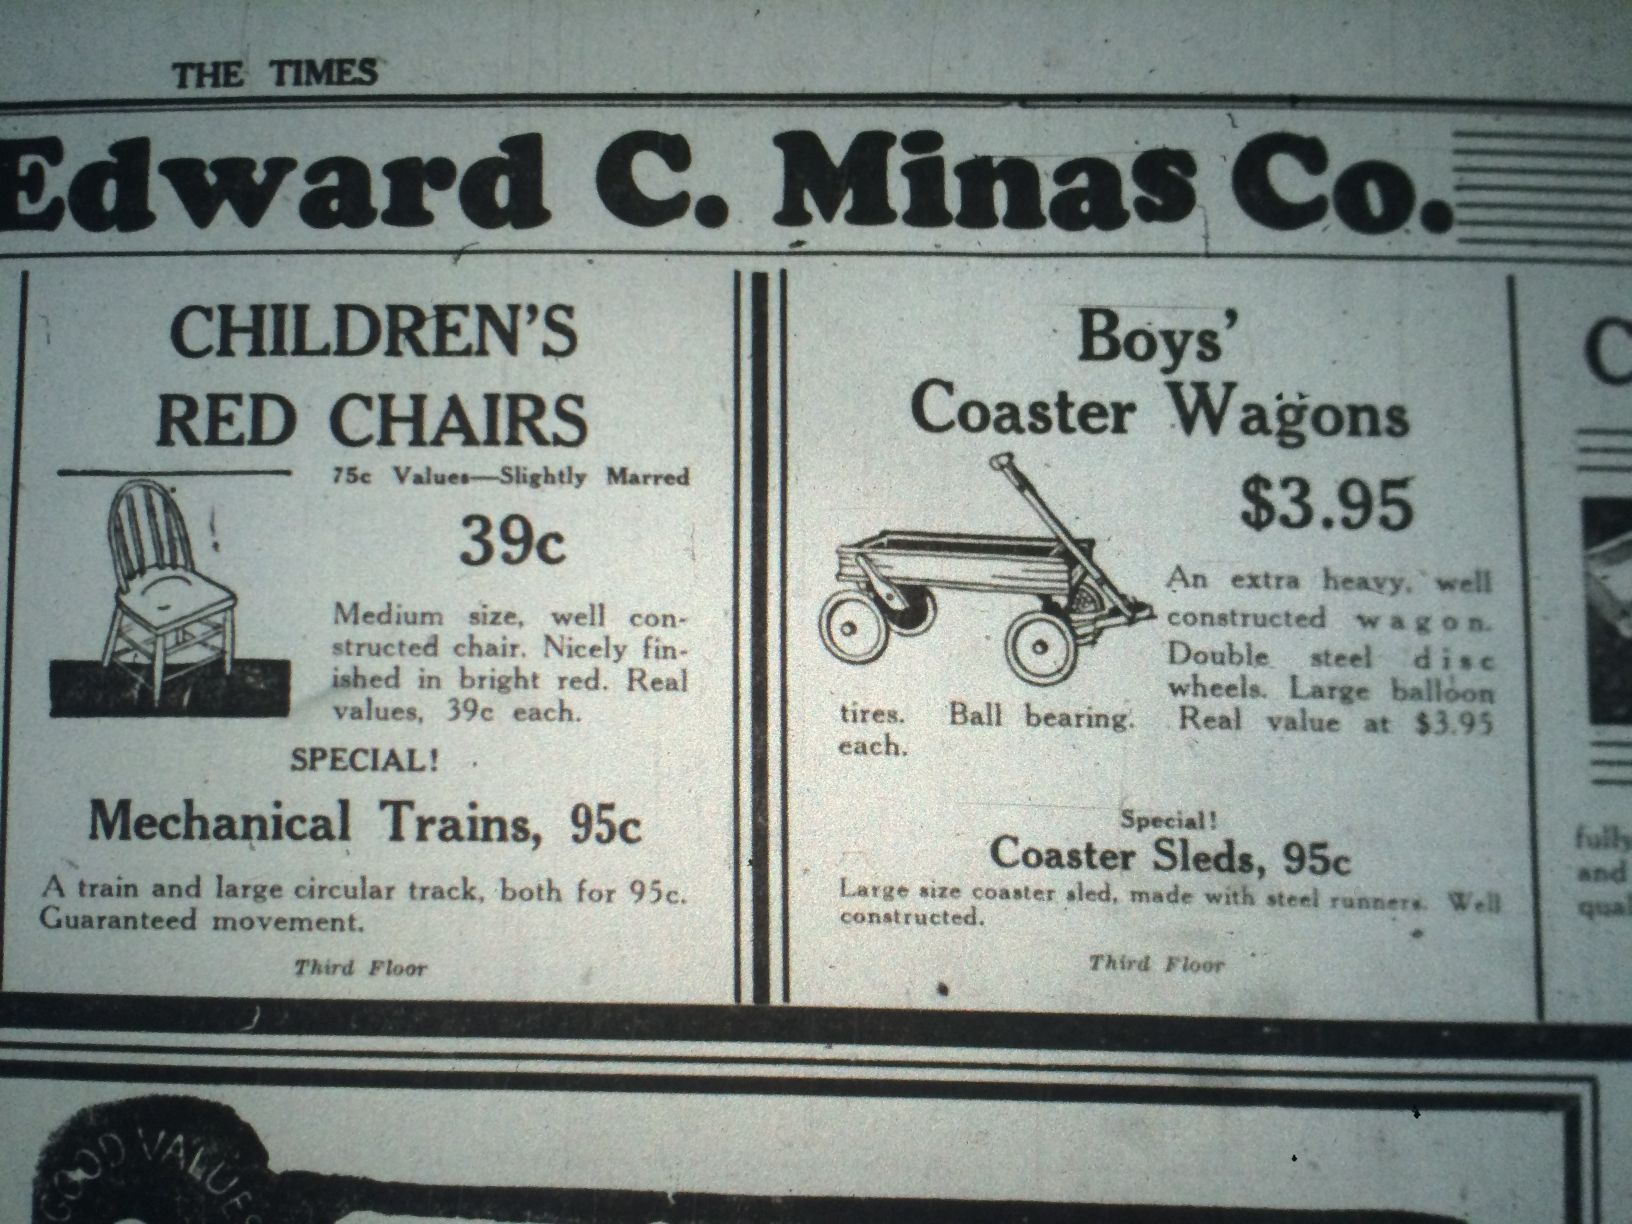 THE TIMES
Edward C. Minas Co.
CHILDREN'S
RED CHAIRS
75c Values—Slightly Marred
39c
Medium size, well con-
structed chair. Nicely fin-
ished in bright red. Real
values, 39c each.
SPECIAL!
Mechanical Trains, 95c
A train and large circular track, both for 95c.
Guaranteed movement.
Third Floor
Boys'
Coaster Wagons
$3.95
An extra heavy, well
constructed wagon.
Double steel disc
wheels. Large balloon
tires. Ball bearing. Real value at $3.95
each.
Special!
Coaster Sleds, 95c
Large size coaster sled, made with steel runners. Well
constructed.
Third Floor
C
fully
and
GOOD VALUES